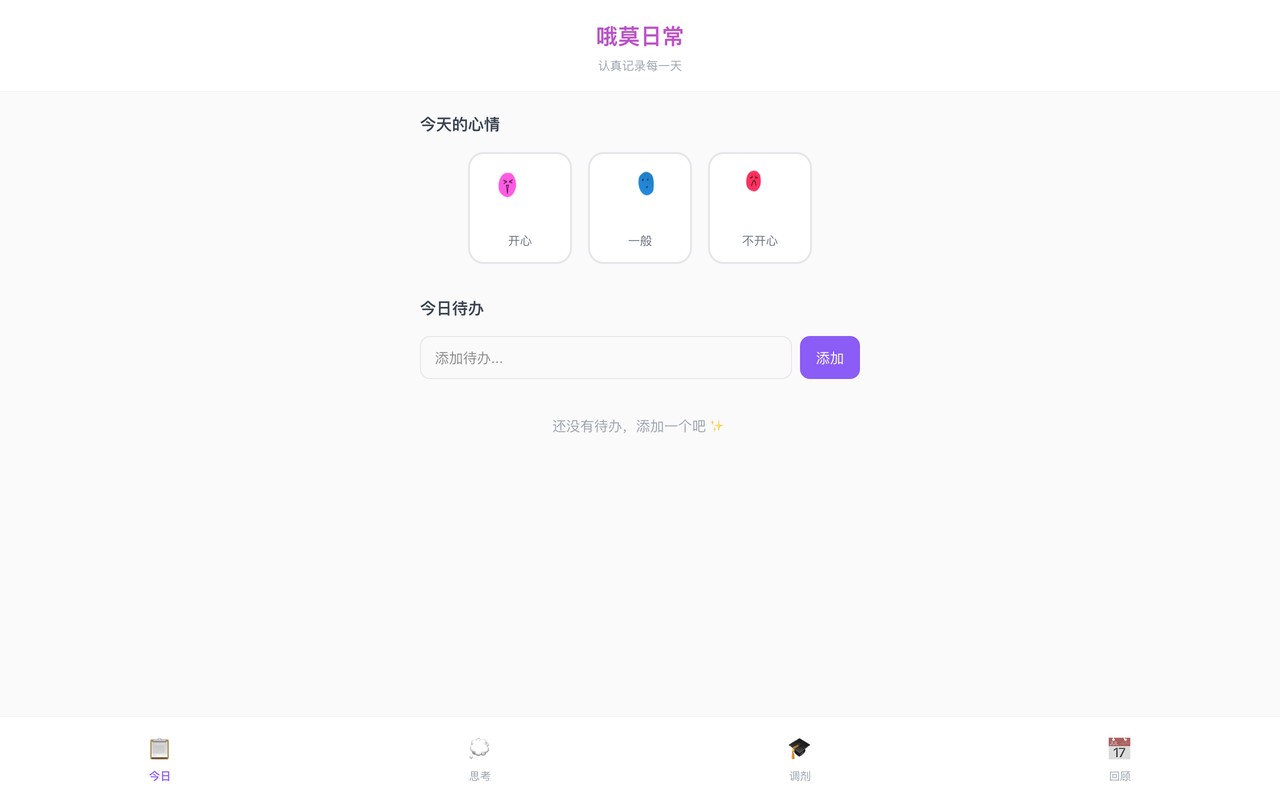 哦莫日常
认真记录每一天
今天的心情
开心
一般
不开心
今日待办
添加待办...
添加
还没有待办，添加一个吧 ✨
17
今日
思考
调剂
回顾